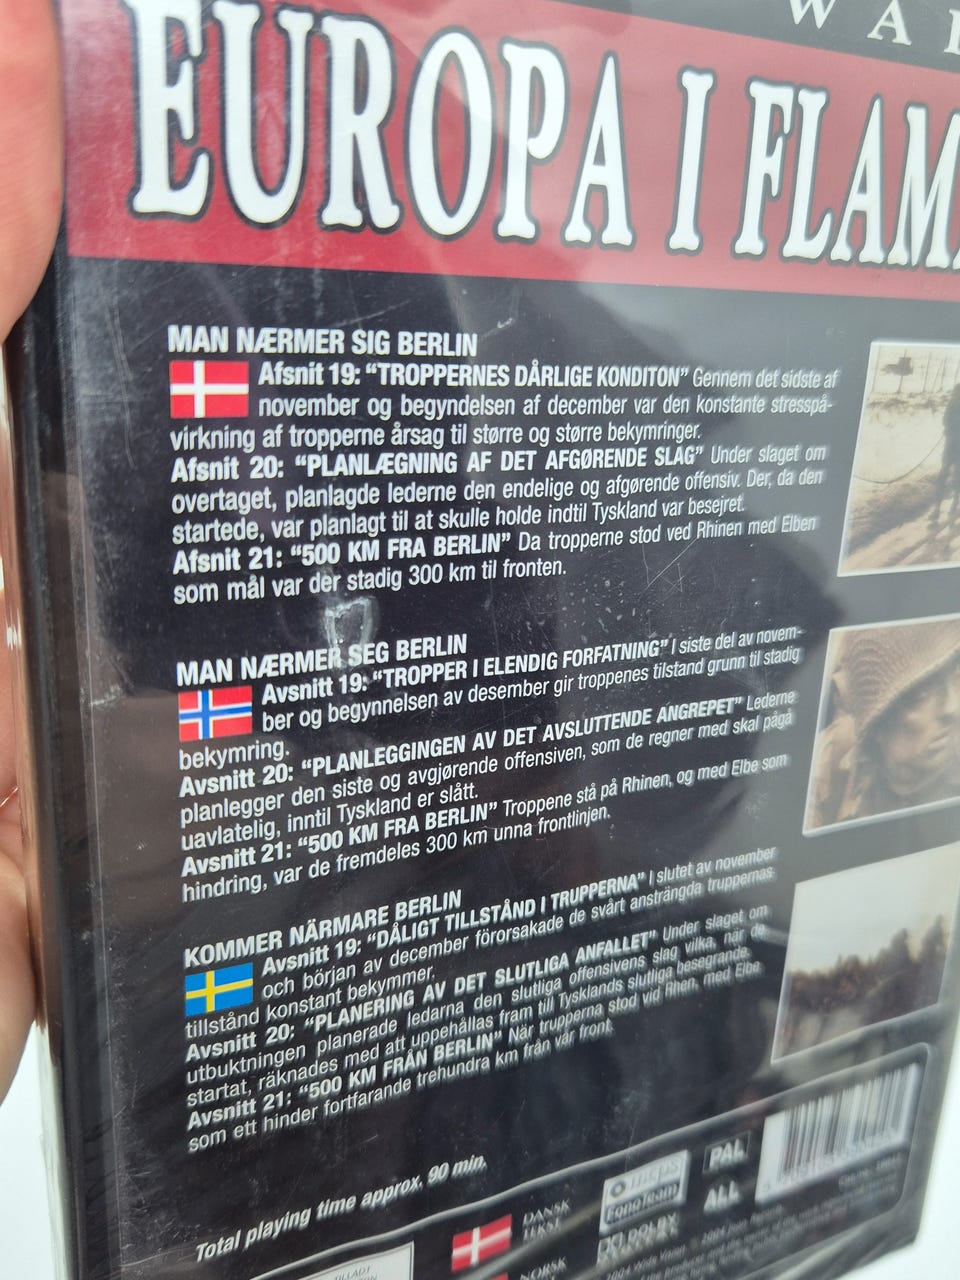 WAR
EUROPA I FLAM
MAN NÆRMER SIG BERLIN
Afsnit 19: “TROPPERNES DÅRLIGE KONDITON” Gennem det sidste af
november og begyndelsen af december var den konstante stresspå-
virkning af tropperne årsag til større og større bekymringer.
Afsnit 20: “PLANLÆGNING AF DET AFGØRENDE SLAG” Under slaget om
overtaget, planlagde lederne den endelige og afgørende offensiv. Der, da den
startede, var planlagt til at skulle holde indtil Tyskland var besejret.
Afsnit 21: “500 KM FRA BERLIN” Da tropperne stod ved Rhinen med Elben
som mål var der stadig 300 km til fronten.
MAN NÆRMER SEG BERLIN
Avsnitt 19: “TROPPER I ELENDIG FORFATNING” I siste del av novem-
ber og begynnelsen av desember gir troppenes tilstand grunn til stadig
bekymring.
Avsnitt 20: “PLANLEGGINGEN AV DET AVSLUTTENDE ANGREPET” Lederne
planlegger den siste og avgjørende offensiven, som de regner med skal pågå
uavlatelig, inntil Tyskland er slått.
Avsnitt 21: “500 KM FRA BERLIN” Troppene stå på Rhinen, og med Elbe som
hindring, var de fremdeles 300 km unna frontlinjen.
KOMMER NÄRMARE BERLIN
Avsnitt 19: “DÅLIGT TILLSTÅND I TRUPPERNA” I slutet av november
och början av december förorsakade de svårt ansträngda truppernas
tillstånd konstant bekymmer.
Avsnitt 20: “PLANERING AV DET SLUTLIGA ANFALLET” Under slaget om
utbuktningen planerade ledarna den slutliga offensivens slag vilka, när de
startat, räknades med att uppehållas fram till Tysklands slutliga besegrande.
Avsnitt 21: “500 KM FRÅN BERLIN” När trupperna stod vid Rhen, med Elbe
som ett hinder fortfarande trehundra km från vår front.
Total playing time approx. 90 min.
DANSK
TEKST
NORSK
PAL
ALL
DOLBY